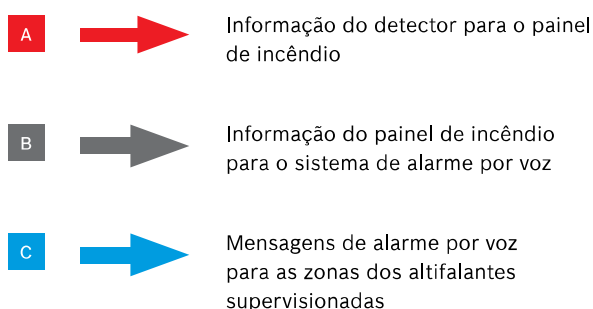 A
Informação do detector para o painel
de incêndio
B
Informação do painel de incêndio
para o sistema de alarme por voz
C
Mensagens de alarme por voz
para as zonas dos altifalantes
supervisionadas